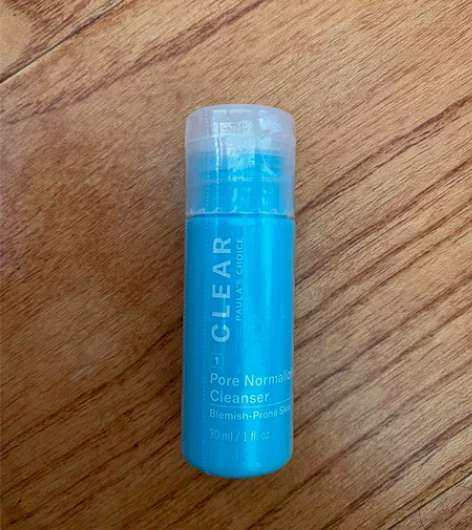 CLEAR
PAULA'S CHOICE
1
Pore Normaliz
Cleanser
Blemish-Prone Skin
30 ml / 1 fl. oz.